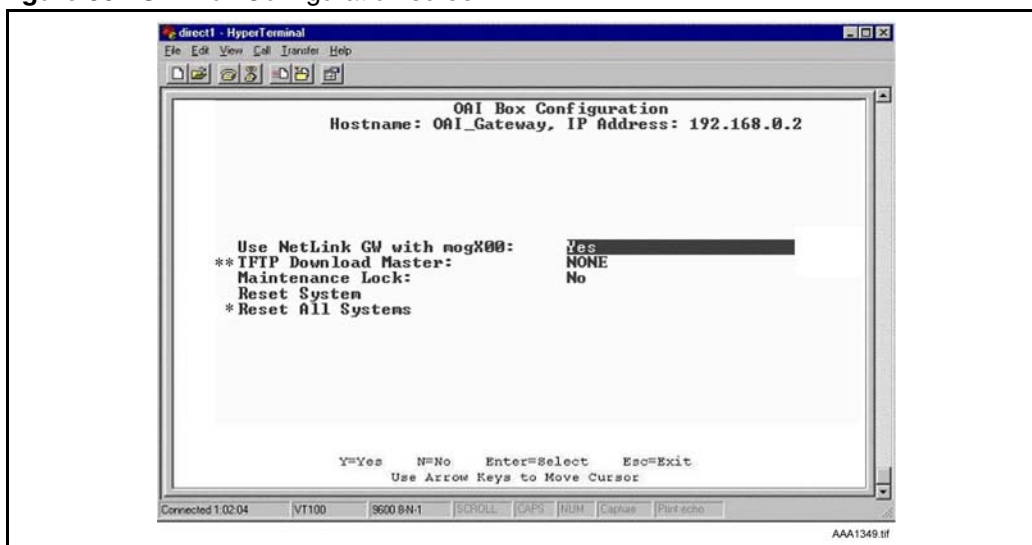 direct1 - HyperTerminal
File Edit View Call Transfer Help
OAI Box Configuration
Hostname: OAI_Gateway, IP Address: 192.168.0.2
Use NetLink GW with mogX00: Yes
**TFTP Download Master: NONE
Maintenance Lock: No
Reset System
*Reset All Systems
Y=Yes N=No Enter=Select Esc=Exit
Use Arrow Keys to Move Cursor
Connected 1:02:04 VT100 9600 8-N-1 SCROLL CAPS NUM Capture Print echo
AAA1349.tif